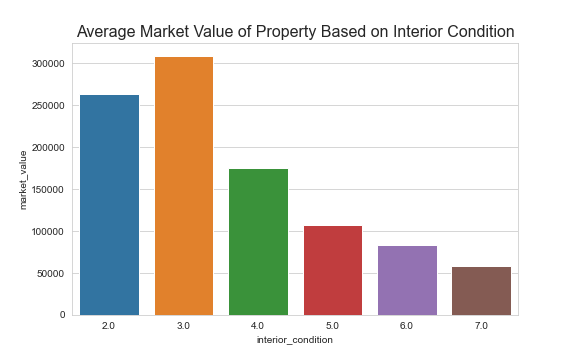 Average Market Value of Property Based on Interior Condition
300000
250000
200000
150000
100000
50000
0
market_value
2.0 3.0 4.0 5.0 6.0 7.0
interior_condition